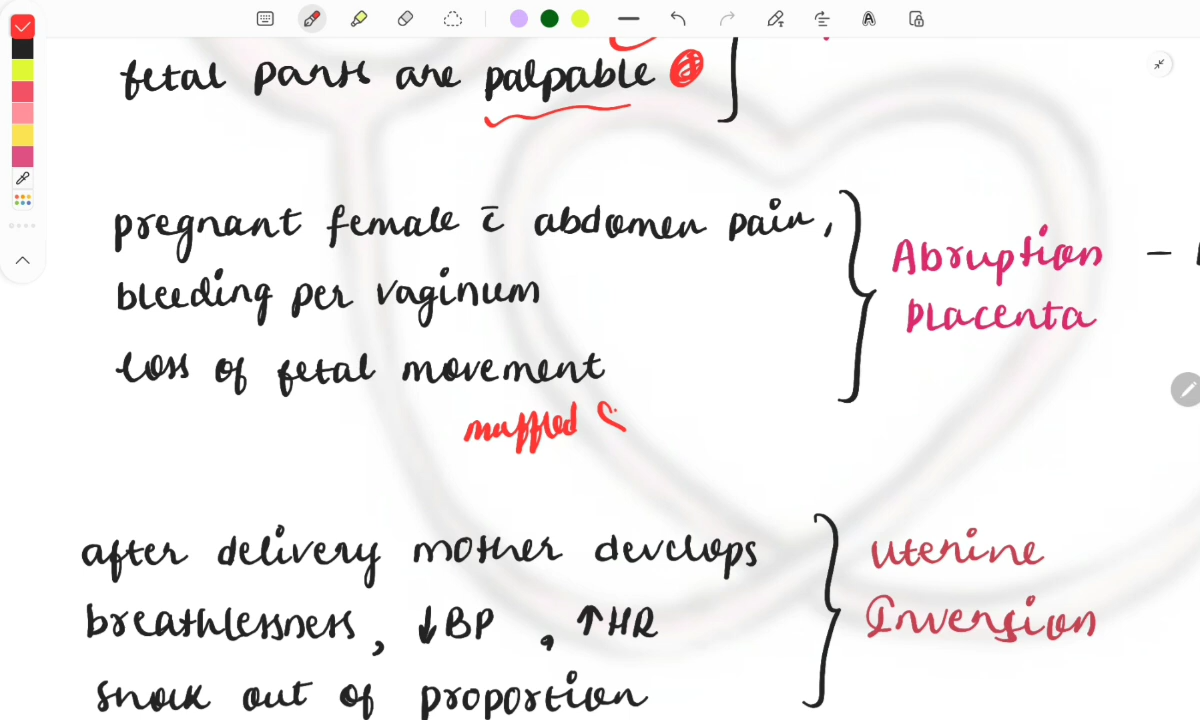 fetal parts are palpable
pregnant female c̄ abdomen pain,
bleeding per vaginum
loss of fetal movement
muffled
Abruption –
placenta
after delivery mother develops
breathlessness, ↓BP, ↑HR
shock out of proportion
Uterine
Inversion